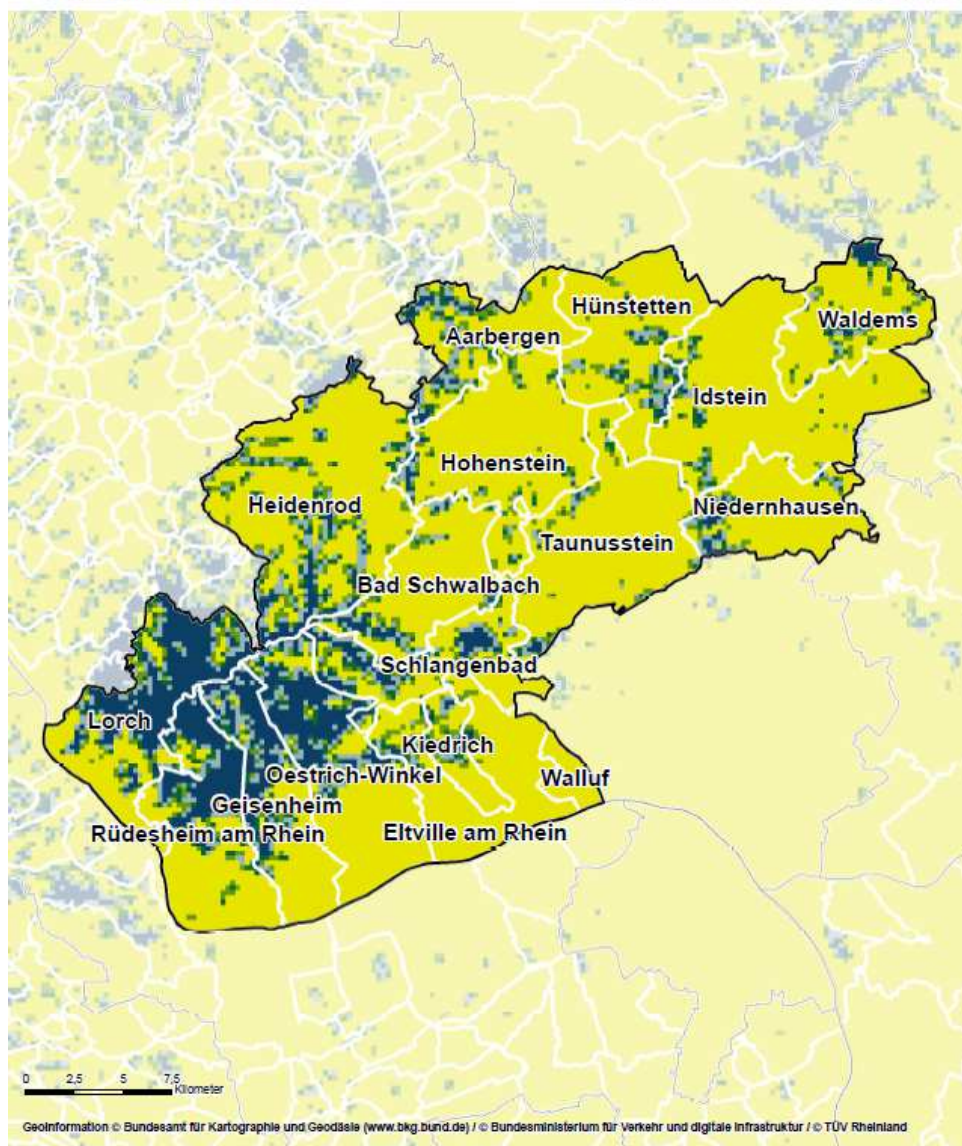 Hünstetten
Waldems
Aarbergen
Idstein
Hohenstein
Heidenrod
Niedernhausen
Taunusstein
Bad Schwalbach
Schlangenbad
Lorch
Kiedrich
Oestrich-Winkel
Walluf
Geisenheim
Rüdesheim am Rhein
Eltville am Rhein
0 2,5 5 7,5
Kilometer
Geoinformation © Bundesamt für Kartographie und Geodäsie (www.bkg.bund.de) / © Bundesministerium für Verkehr und digitale Infrastruktur / © TÜV Rheinland